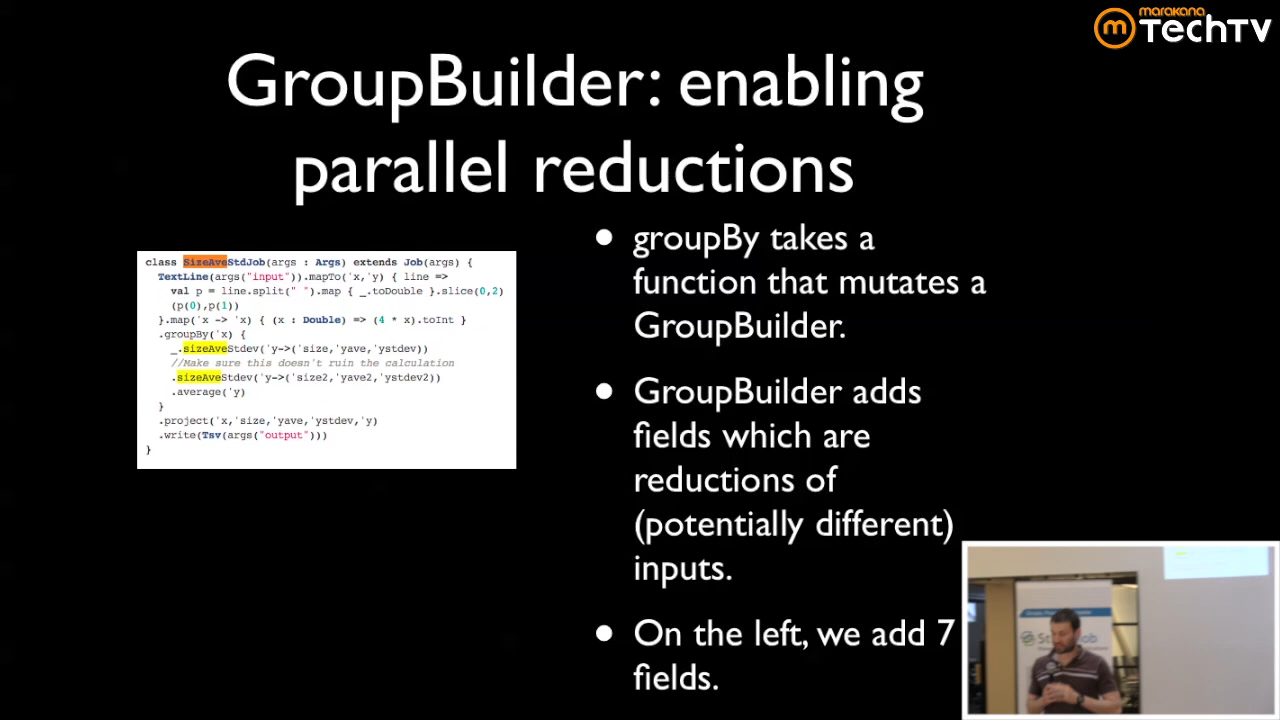 marakana
TechTV
GroupBuilder: enabling
parallel reductions
class SizeAveStdJob(args : Args) extends Job(args) {
TextLine(args("input")).mapTo('x,'y) { line =>
val p = line.split(" ").map { _.toDouble }.slice(0,2)
(p(0),p(1))
}.map('x -> 'x) { (x : Double) => (4 * x).toInt }
.groupBy('x) {
_.sizeAveStdev('y->('size,'yave,'ystdev))
//Make sure this doesn't ruin the calculation
.sizeAveStdev('y->('size2,'yave2,'ystdev2))
.average('y)
}
.project('x,'size,'yave,'ystdev,'y)
.write(Tsv(args("output")))
}
• groupBy takes a
function that mutates a
GroupBuilder.
• GroupBuilder adds
fields which are
reductions of
(potentially different)
inputs.
• On the left, we add 7
fields.